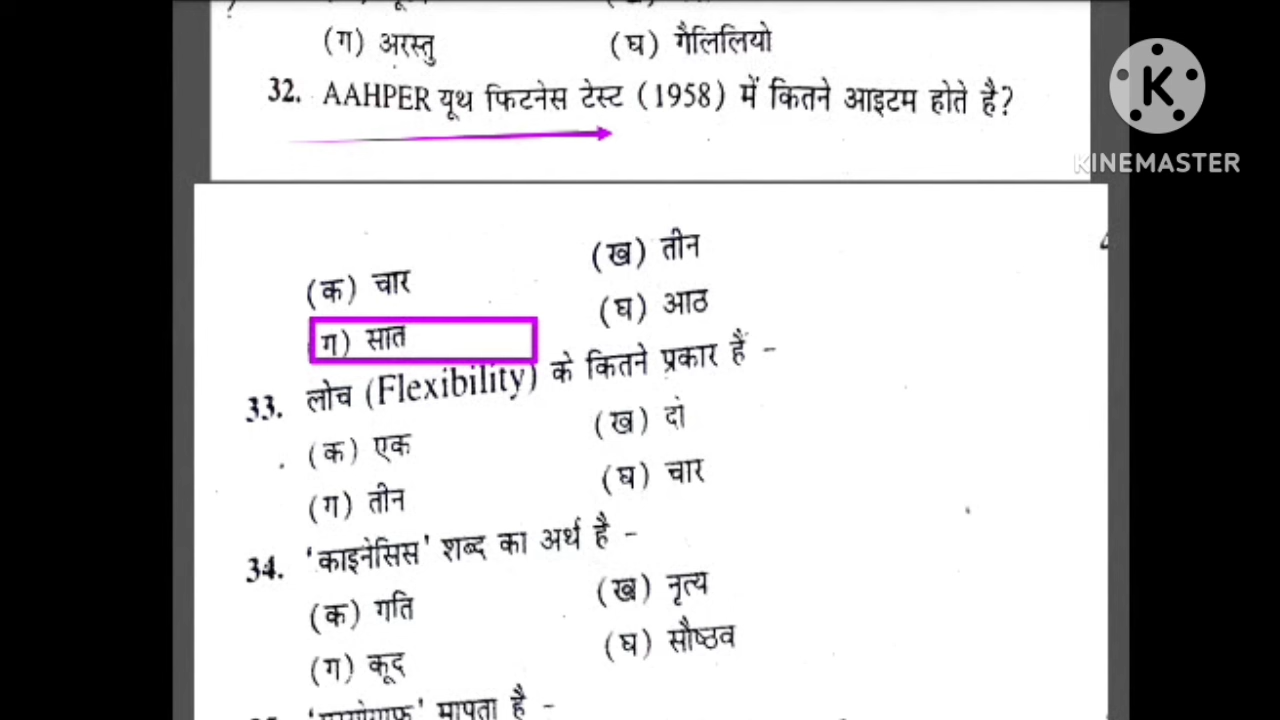 ?
(ग) अरस्तु (घ) गैलिलियो
32. AAHPER यूथ फिटनेस टेस्ट (1958) में कितने आइटम होते है?
K
KINEMASTER
(क) चार (ख) तीन
ग) सात (घ) आठ
33. लोच (Flexibility) के कितने प्रकार हैं -
(क) एक (ख) दो
(ग) तीन (घ) चार
34. 'काइनेसिस' शब्द का अर्थ है -
(क) गति (ख) नृत्य
(ग) कूद (घ) सौष्ठव
मापता है -